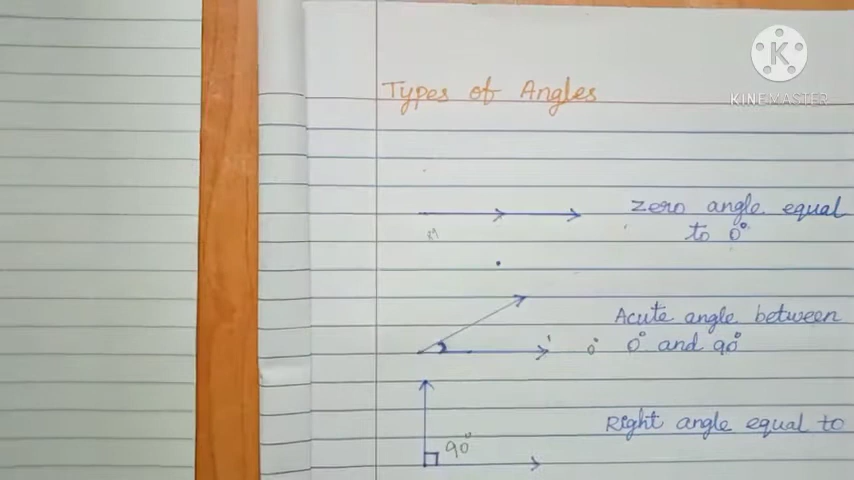 KINEMASTER
Types of Angles
zero angle equal
to 0°
Acute angle between
0° 0° and 90°
Right angle equal to
90°